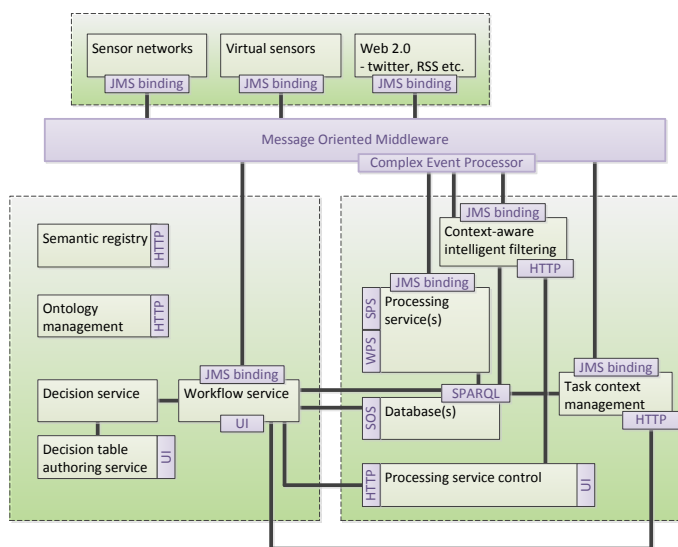 Sensor networks
JMS binding
Virtual sensors
JMS binding
Web 2.0
- twitter, RSS etc.
JMS binding
Message Oriented Middleware
Complex Event Processor
Semantic registry
HTTP
Ontology
management
HTTP
JMS binding
Workflow service
UI
Decision service
Decision table
authoring service
UI
JMS binding
Context-aware
intelligent filtering
HTTP
JMS binding
SPS
WPS
Processing
service(s)
SPARQL
SOS
Database(s)
JMS binding
Task context
management
HTTP
HTTP
Processing service control
UI